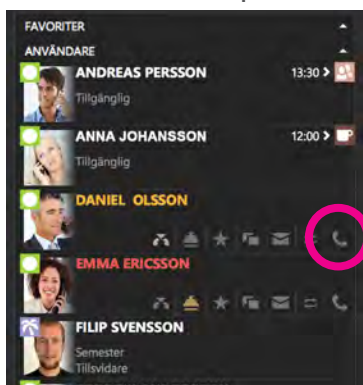 FAVORITER
ANVÄNDARE
ANDREAS PERSSON 13:30 >
Tillgänglig
ANNA JOHANSSON 12:00 >
Tillgänglig
DANIEL OLSSON
EMMA ERICSSON
FILIP SVENSSON
Semester
Tillsvidare